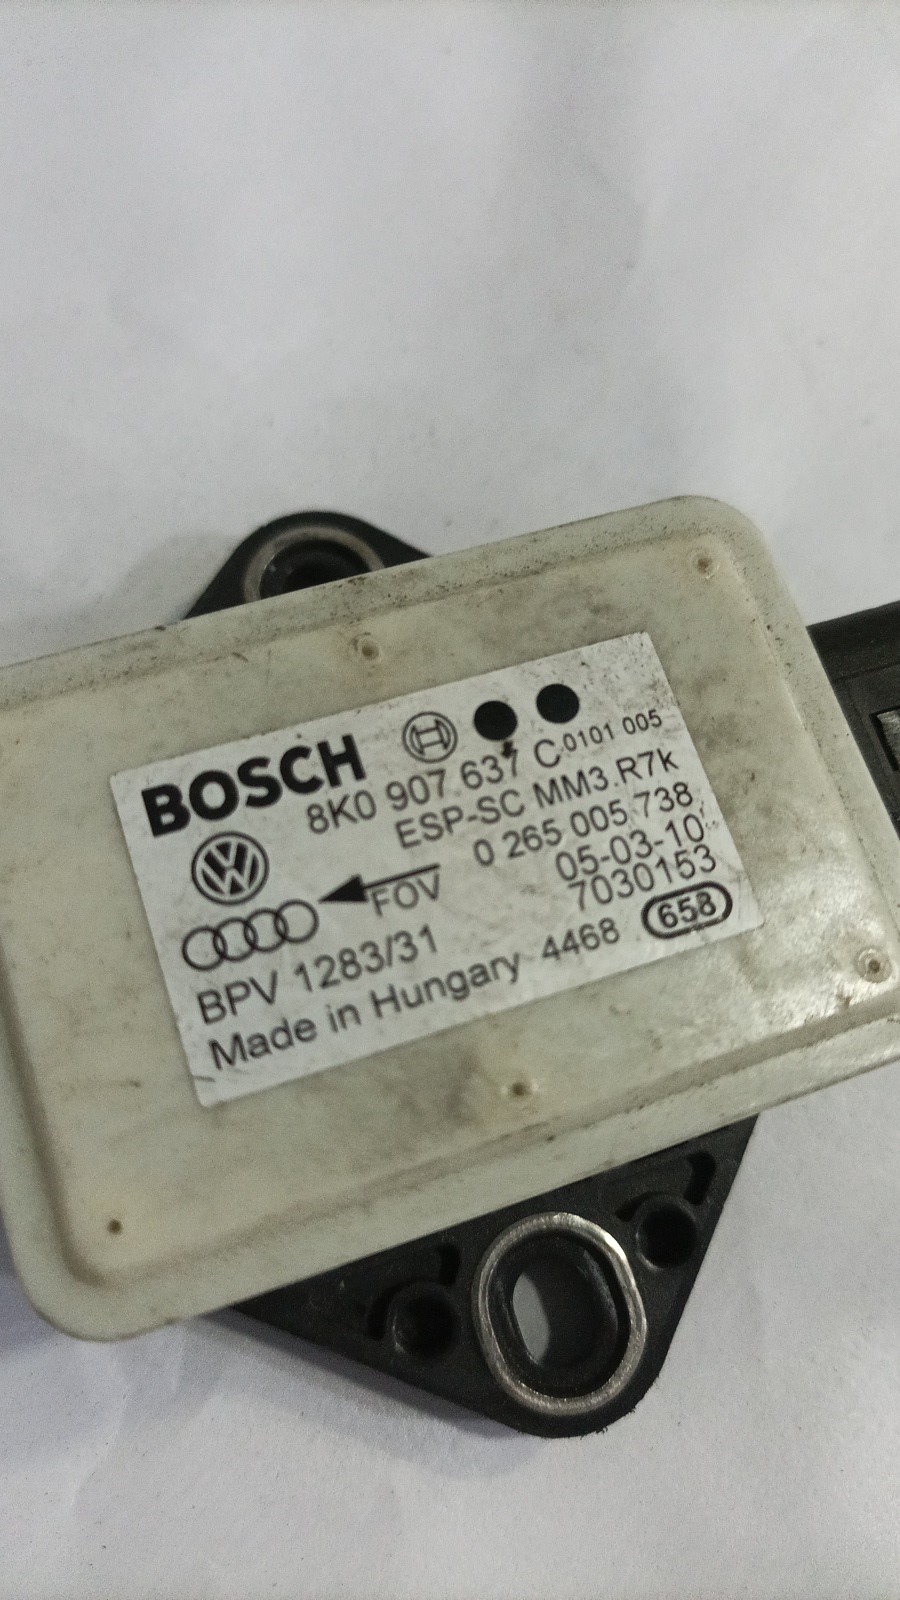 BOSCH
8K0 907 637 C 0101 005
ESP-SC MM3.R7k
0 265 005 738
05-03-10
FOV
7030153
BPV 1283/31
Made in Hungary 4468 658